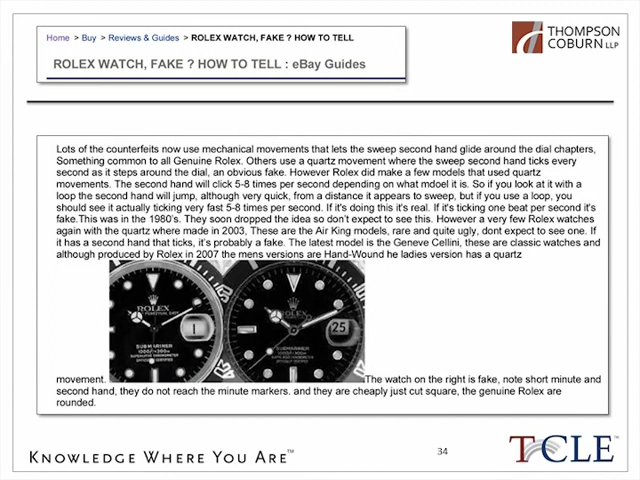 Home > Buy > Reviews & Guides > ROLEX WATCH, FAKE ? HOW TO TELL
ROLEX WATCH, FAKE ? HOW TO TELL : eBay Guides
THOMPSON
COBURN LLP
Lots of the counterfeits now use mechanical movements that lets the sweep second hand glide around the dial chapters,
Something common to all Genuine Rolex. Others use a quartz movement where the sweep second hand ticks every
second as it steps around the dial, an obvious fake. However Rolex did make a few models that used quartz
movements. The second hand will click 5-8 times per second depending on what mdoel it is. So if you look at it with a
loop the second hand will jump, although very quick, from a distance it appears to sweep, but if you use a loop, you
should see it actually ticking very fast 5-8 times per second. If it's doing this it's real. If it's ticking one beat per second it's
fake.This was in the 1980's. They soon dropped the idea so don't expect to see this. However a very few Rolex watches
again with the quartz where made in 2003, These are the Air King models, rare and quite ugly, dont expect to see one. If
it has a second hand that ticks, it's probably a fake. The latest model is the Geneve Cellini, these are classic watches and
although produced by Rolex in 2007 the mens versions are Hand-Wound he ladies version has a quartz
ROLEX
SUBMARINER
1
ROLEX
SUBMARINER
25
movement. The watch on the right is fake, note short minute and
second hand, they do not reach the minute markers. and they are cheaply just cut square, the genuine Rolex are
rounded.
KNOWLEDGE WHERE YOU ARE™
34
TCLE™